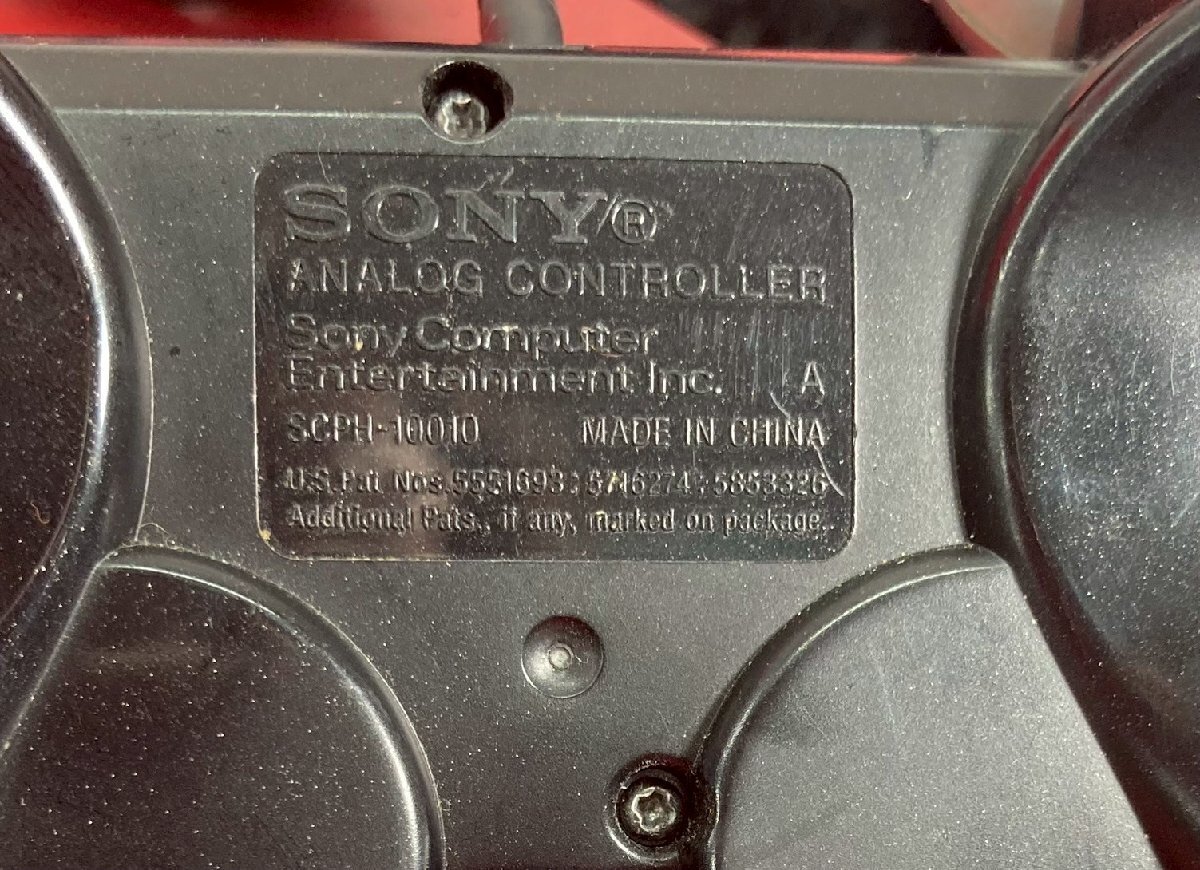 SONY®
ANALOG CONTROLLER
Sony Computer
Entertainment Inc. A
SCPH-10010 MADE IN CHINA
U.S. Pat. Nos. 5551693; 5716274; 5853326
Additional Pats., if any, marked on package.